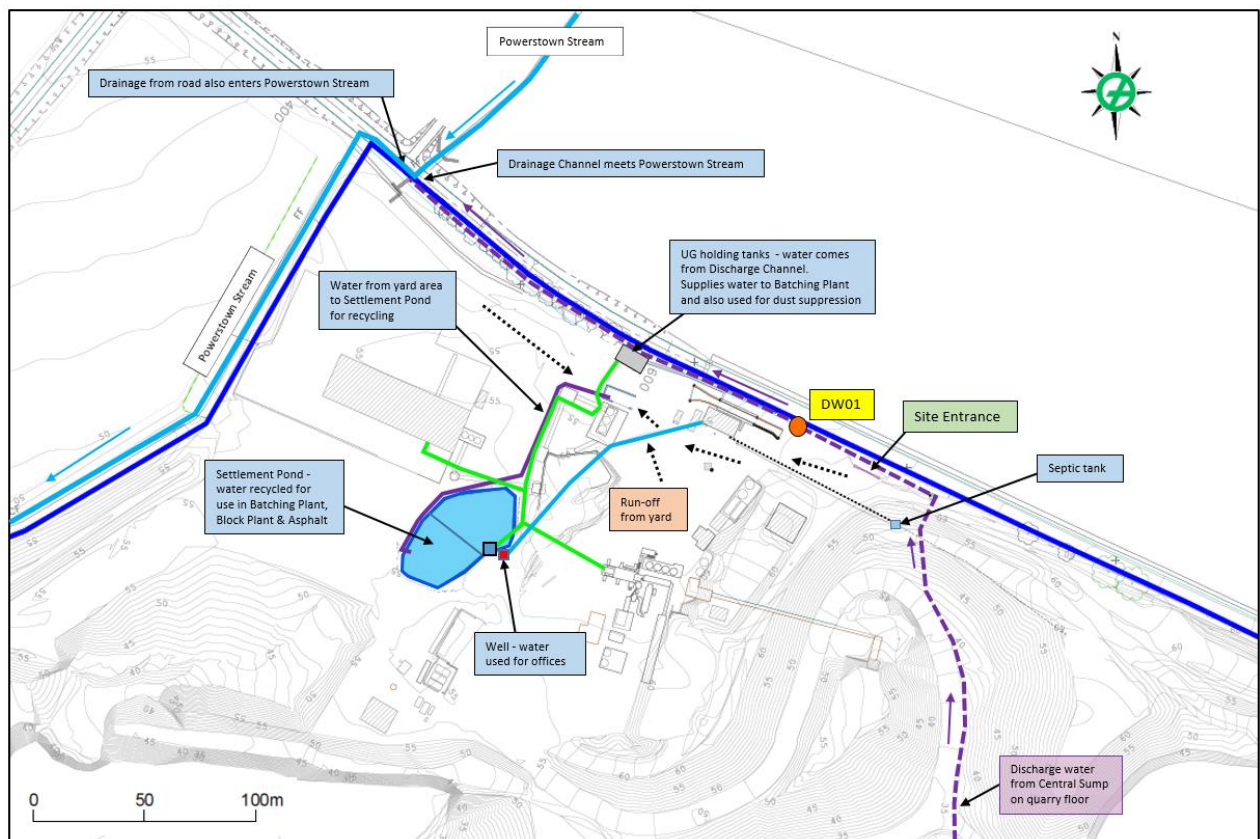 Powerstown Stream
N
Drainage from road also enters Powerstown Stream
Drainage Channel meets Powerstown Stream
400
UG holding tanks - water comes
from Discharge Channel.
Supplies water to Batching Plant
and also used for dust suppression
Water from yard area
to Settlement Pond
for recycling
Powerstown Stream
FF
009
DW01
Site Entrance
Septic tank
Settlement Pond -
water recycled for
use in Batching Plant,
Block Plant & Asphalt
Run-off
from yard
Well - water
used for offices
Discharge water
from Central Sump
on quarry floor
0 50 100m